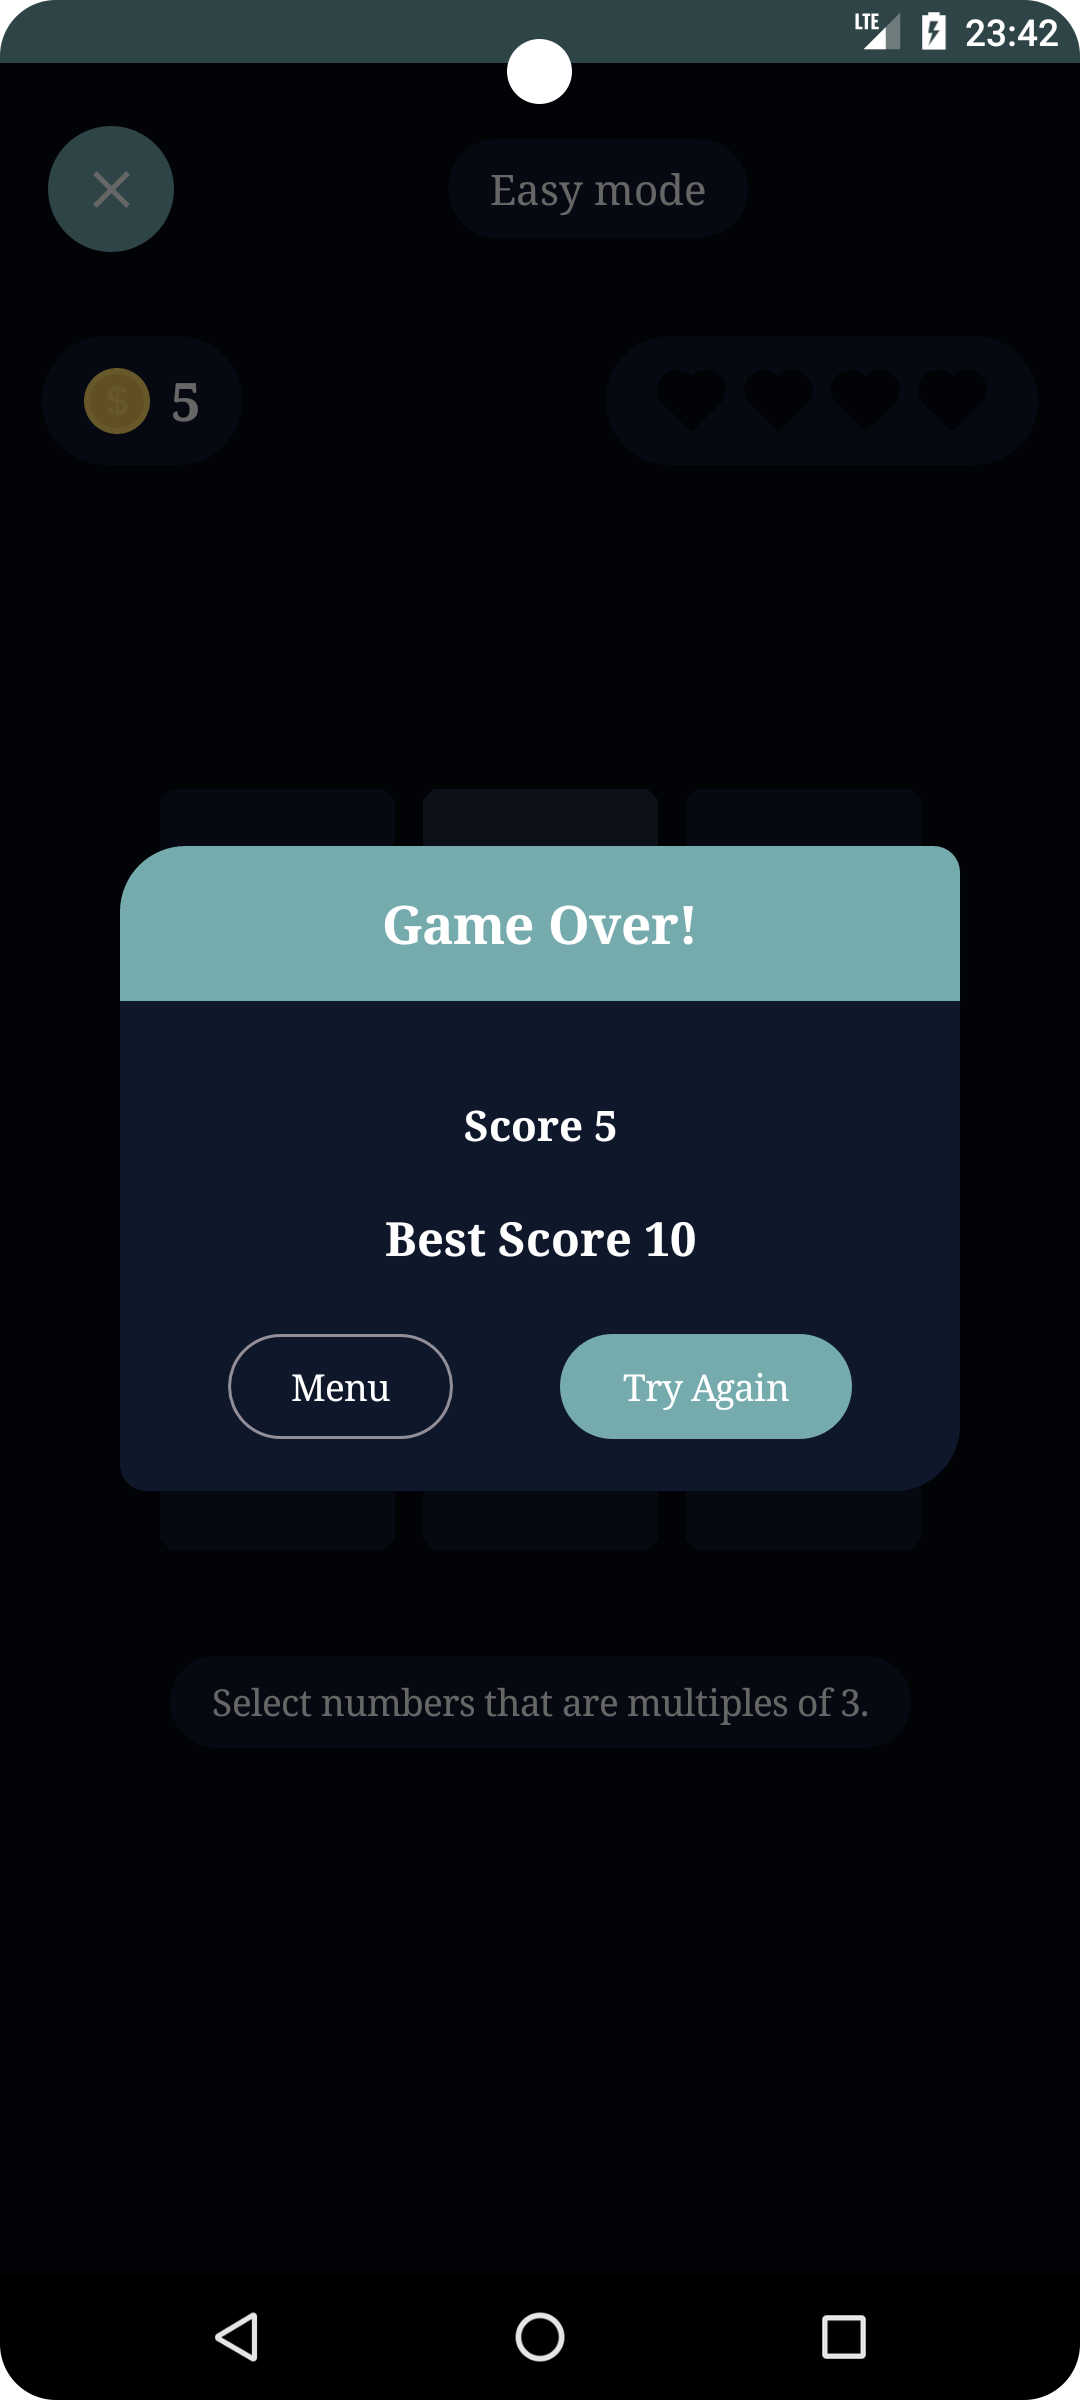 LTE 23:42
Easy mode
$ 5
Game Over!
Score 5
Best Score 10
Menu Try Again
Select numbers that are multiples of 3.